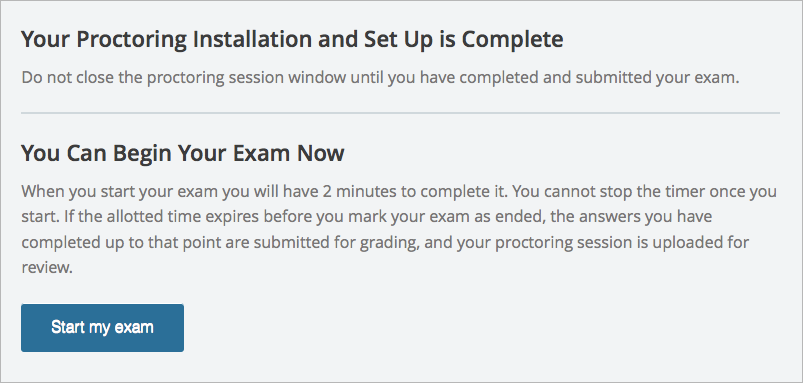 Your Proctoring Installation and Set Up is Complete
Do not close the proctoring session window until you have completed and submitted your exam.
You Can Begin Your Exam Now
When you start your exam you will have 2 minutes to complete it. You cannot stop the timer once you
start. If the allotted time expires before you mark your exam as ended, the answers you have
completed up to that point are submitted for grading, and your proctoring session is uploaded for
review.
Start my exam